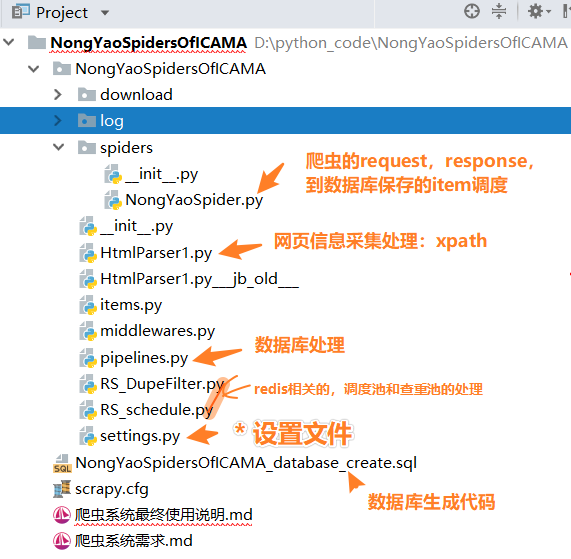 Project
NongYaoSpidersOfICAMA D:\python_code\NongYaoSpidersOfICAMA
NongYaoSpidersOfICAMA
download
log
spiders
__init__.py
爬虫的request，response，
到数据库保存的item调度
NongYaoSpider.py
__init__.py
HtmlParser1.py
网页信息采集处理：xpath
HtmlParser1.py___jb_old___
items.py
middlewares.py
pipelines.py
数据库处理
RS_DupeFilter.py
redis相关的，调度池和查重池的处理
RS_schedule.py
settings.py
* 设置文件
SQL
NongYaoSpidersOfICAMA_database_create.sql
scrapy.cfg
数据库生成代码
爬虫系统最终使用说明.md
爬虫系统需求.md